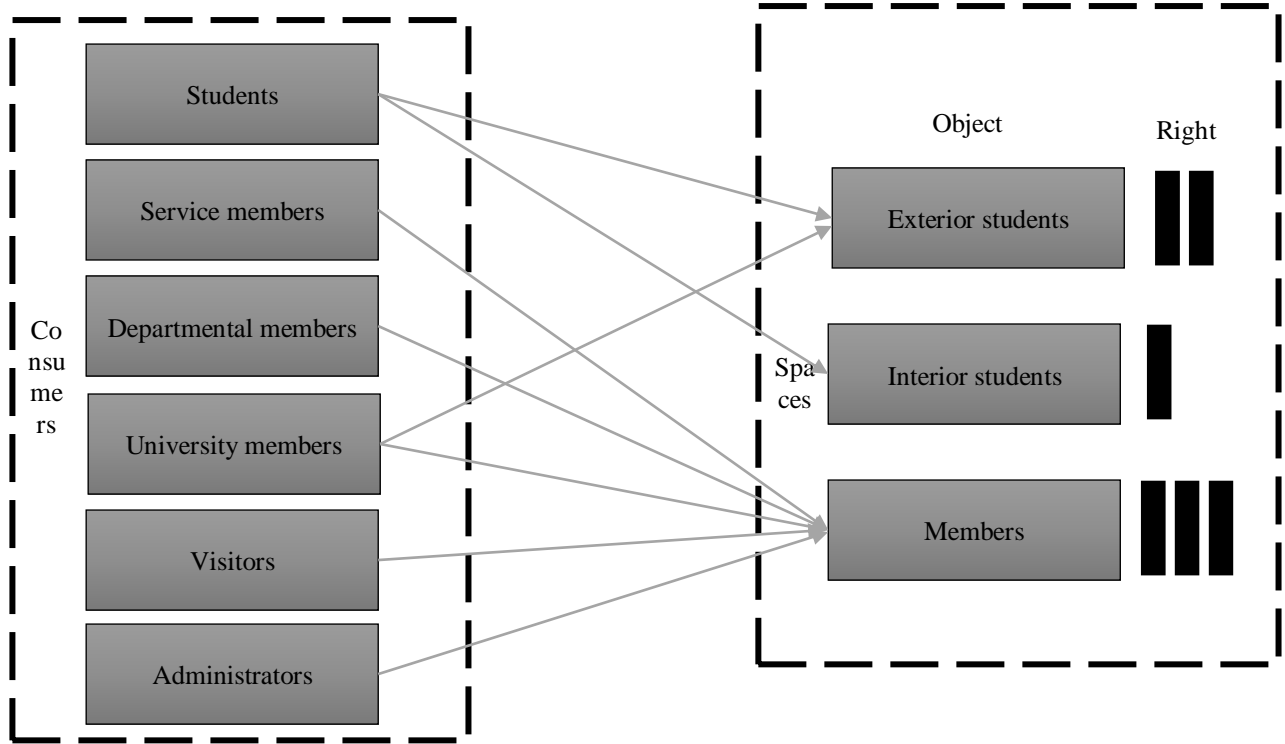 Students
Service members
Departmental members
Co
nsu
me
rs
University members
Visitors
Administrators
Object
Right
Exterior students
Spa
ces
Interior students
Members